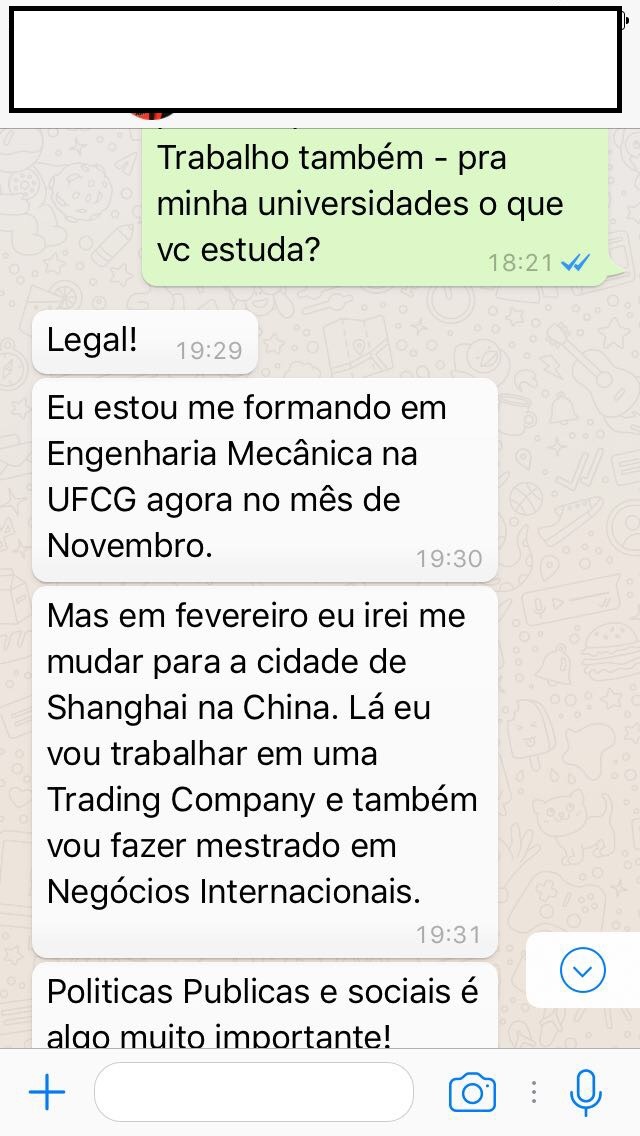 Trabalho também - pra
minha universidades o que
vc estuda?
18:21
Legal!
19:29
Eu estou me formando em
Engenharia Mecânica na
UFCG agora no mês de
Novembro.
19:30
Mas em fevereiro eu irei me
mudar para a cidade de
Shanghai na China. Lá eu
vou trabalhar em uma
Trading Company e também
vou fazer mestrado em
Negócios Internacionais.
19:31
Politicas Publicas e sociais é
algo muito importante!